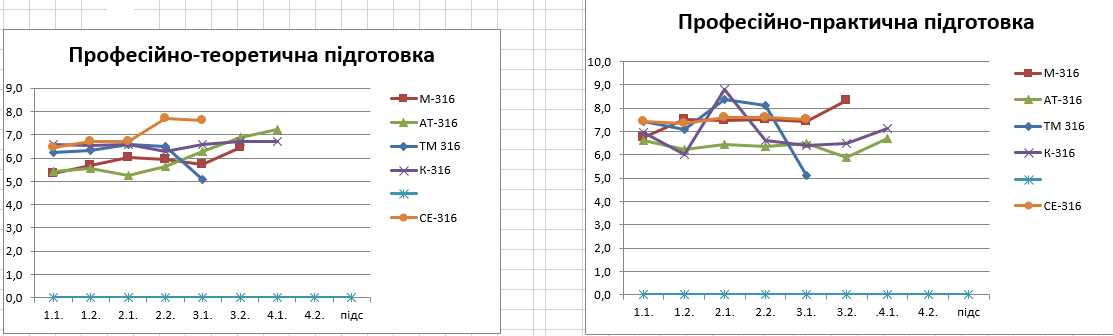 Професійно-теоретична підготовка
9,0
8,0
7,0
6,0
5,0
4,0
3,0
2,0
1,0
0,0
1.1. 1.2. 2.1. 2.2. 3.1. 3.2. 4.1. 4.2. підс
М-316
АТ-316
ТМ 316
К-316
СЕ-316
Професійно-практична підготовка
10,0
9,0
8,0
7,0
6,0
5,0
4,0
3,0
2,0
1,0
0,0
1.1. 1.2. 2.1. 2.2. 3.1. 3.2. .4.1. 4.2. підс
М-316
АТ-316
ТМ 316
К-316
СЕ-316